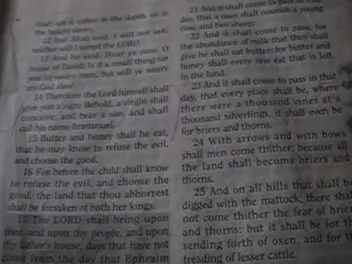 God; ask it either in the depth, or in
the height above.
12 But Ahaz said, I will not ask,
neither will I tempt the LORD.
13 And he said, Hear ye now, O
house of David; Is it a small thing for
you to weary men, but will ye weary
my God also?
14 Therefore the Lord himself shall
give you a sign; Behold, a virgin shall
conceive, and bear a son, and shall
call his name Immanuel.
15 Butter and honey shall he eat,
that he may know to refuse the evil,
and choose the good.
16 For before the child shall know
to refuse the evil, and choose the
good, the land that thou abhorrest
shall be forsaken of both her kings.
17 The LORD shall bring upon
thee, and upon thy people, and upon
thy father's house, days that have not
come from the day that Ephraim
21 And it shall come to pass in that
day, that a man shall nourish a young
cow, and two sheep;
22 And it shall come to pass, for
the abundance of milk that they shall
give he shall eat butter: for butter and
honey shall every one eat that is left
in the land.
23 And it shall come to pass in that
day, that every place shall be, where
there were a thousand vines at a
thousand silverlings, it shall even be
for briers and thorns.
24 With arrows and with bows
shall men come thither; because all
the land shall become briers and
thorns.
25 And on all hills that shall be
digged with the mattock, there shall
not come thither the fear of briers
and thorns: but it shall be for the
sending forth of oxen, and for the
treading of lesser cattle.